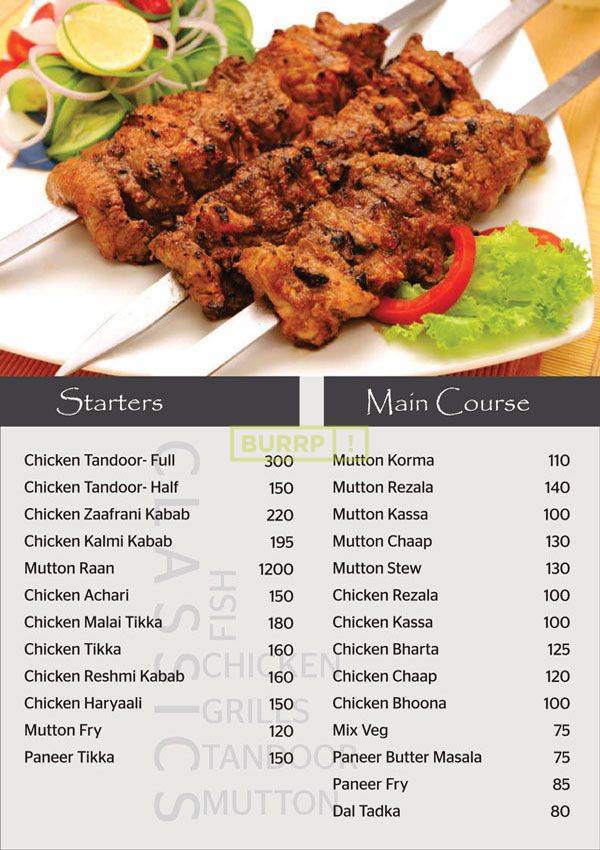 Starters
Chicken Tandoor- Full 300
Chicken Tandoor- Half 150
Chicken Zaafrani Kabab 220
Chicken Kalmi Kabab 195
Mutton Raan 1200
Chicken Achari 150
Chicken Malai Tikka 180
Chicken Tikka 160
Chicken Reshmi Kabab 160
Chicken Haryaali 150
Mutton Fry 120
Paneer Tikka 150
Main Course
Mutton Korma 110
Mutton Rezala 140
Mutton Kassa 100
Mutton Chaap 130
Mutton Stew 130
Chicken Rezala 100
Chicken Kassa 100
Chicken Bharta 125
Chicken Chaap 120
Chicken Bhoona 100
Mix Veg 75
Paneer Butter Masala 75
Paneer Fry 85
Dal Tadka 80
BURRP!
CLASSICS
FISH
CHICKEN
GRILLS
TANDOOR
MUTTON